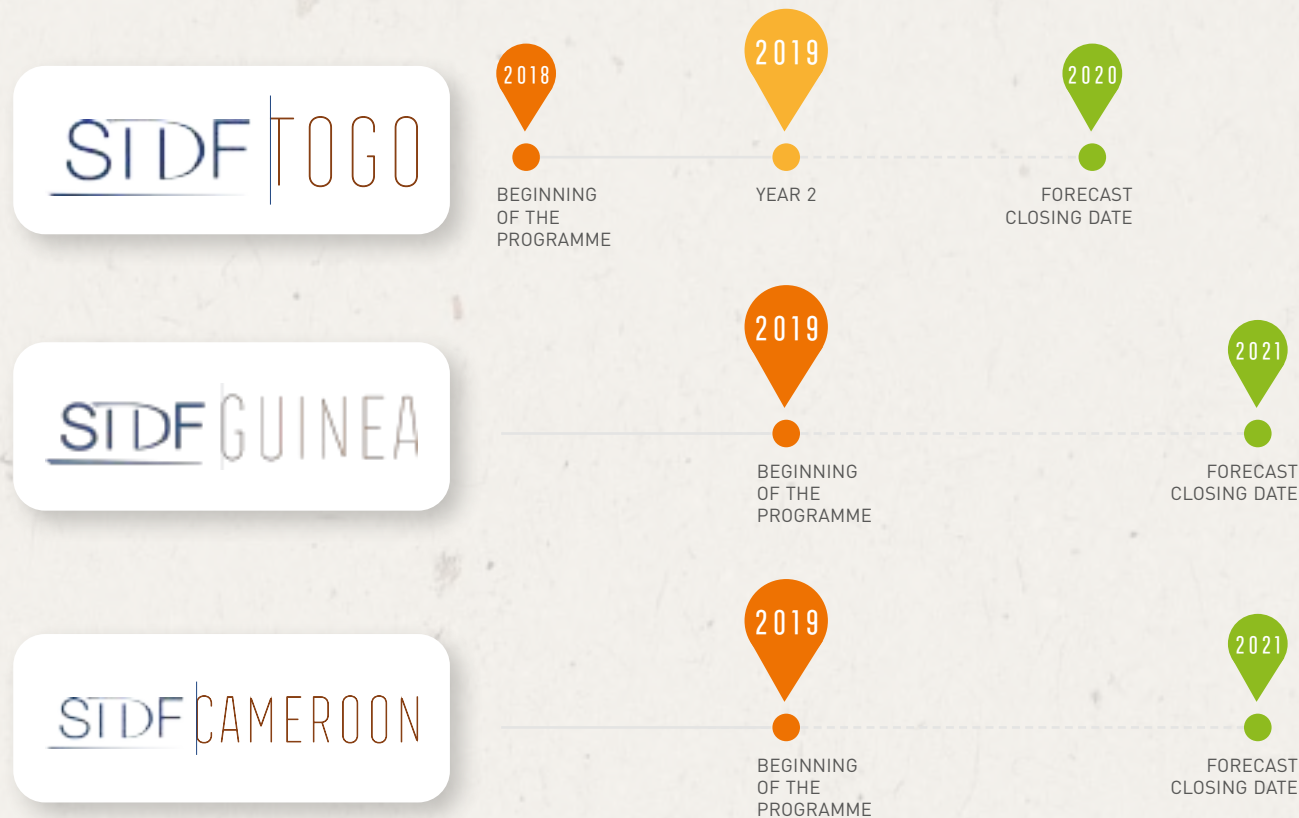 STDF TOGO
2018
2019
2020
BEGINNING
OF THE
PROGRAMME
YEAR 2
FORECAST
CLOSING DATE
STDF GUINEA
2019
2021
BEGINNING
OF THE
PROGRAMME
FORECAST
CLOSING DATE
STDF CAMEROON
2019
2021
BEGINNING
OF THE
PROGRAMME
FORECAST
CLOSING DATE